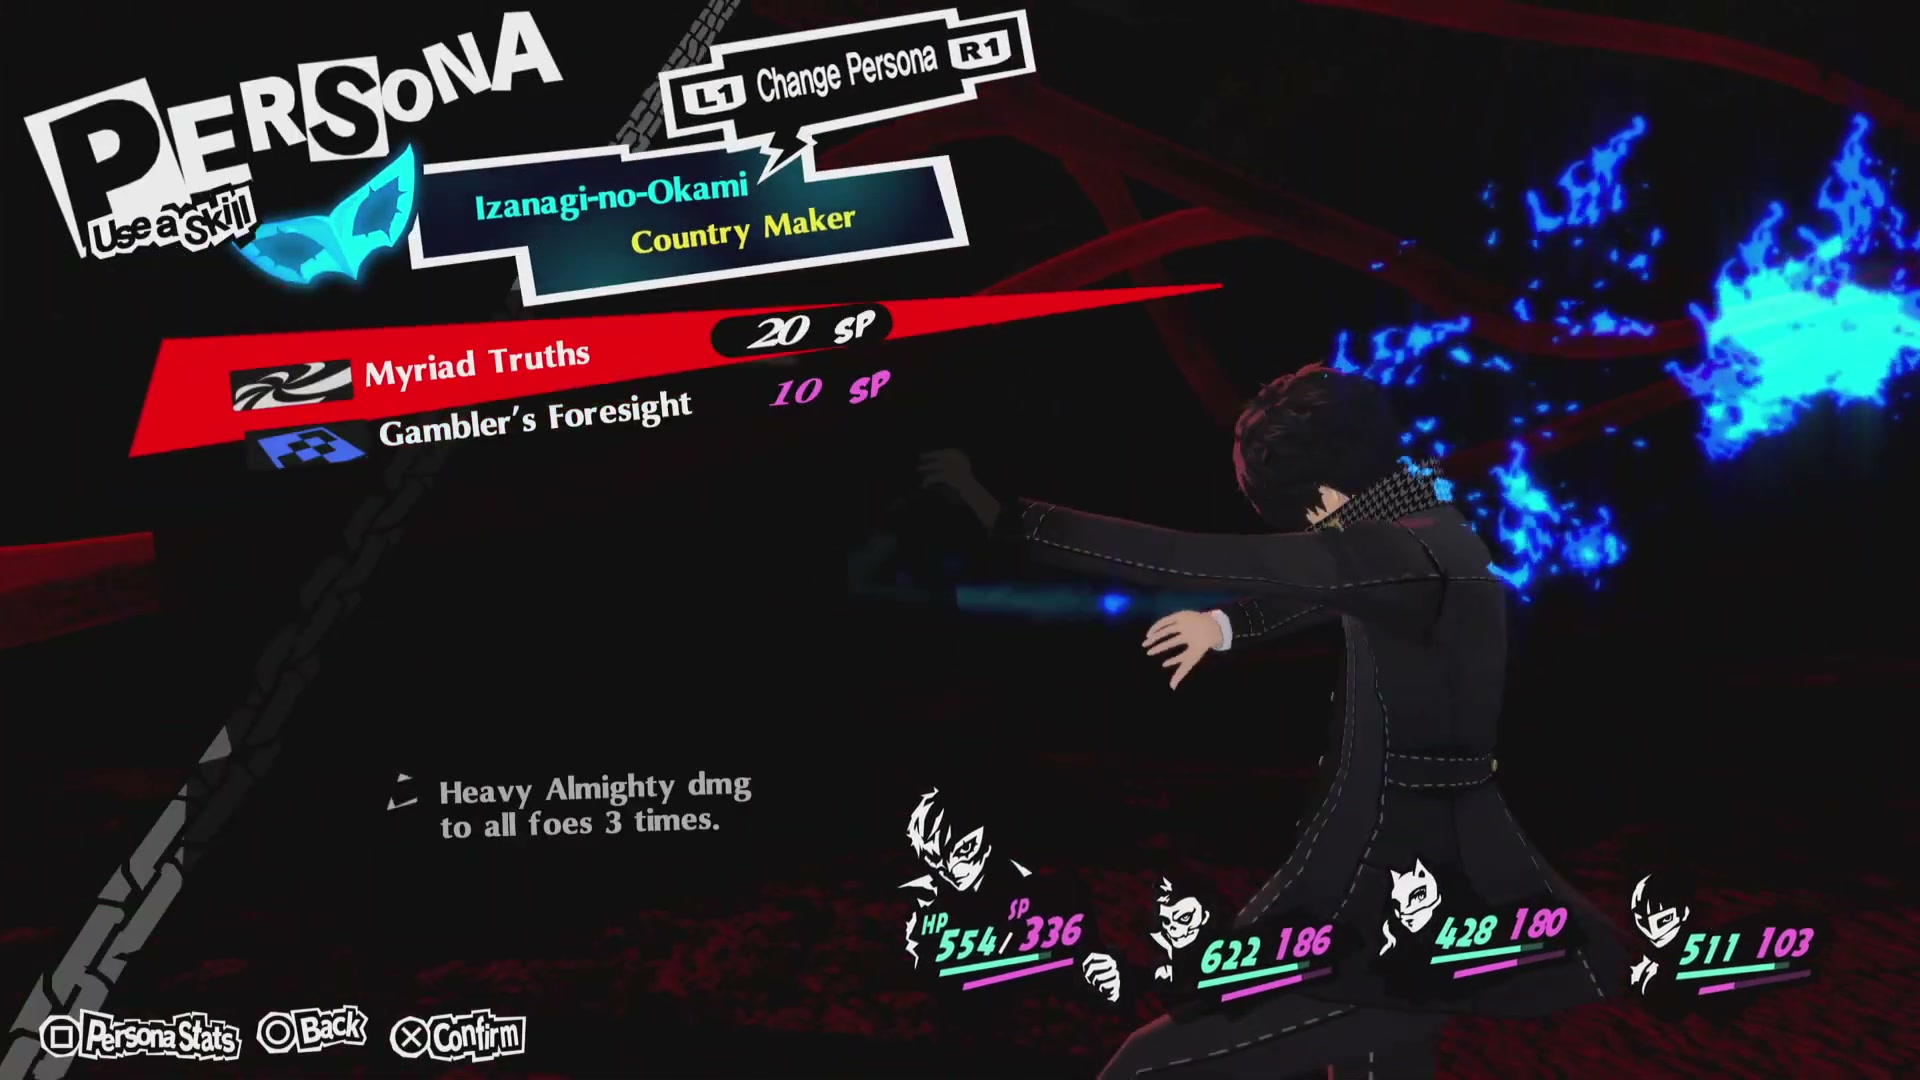 PERSONA
Use a Skill
L1 Change Persona R1
Izanagi-no-Okami
Country Maker
Myriad Truths 20 SP
Gambler's Foresight 10 SP
Heavy Almighty dmg
to all foes 3 times.
HP 554/ SP 336
622 186
428 180
511 103
Persona Stats Back Confirm